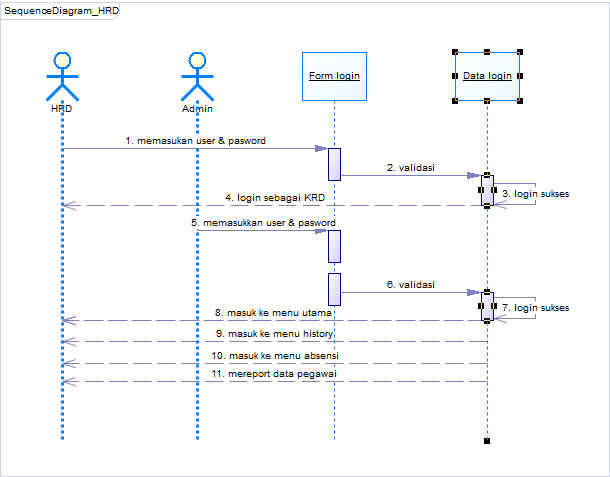 SequenceDiagram_HRD
HRD
Admin
Form login
Data login
1. memasukan user & pasword
2. validasi
3. login sukses
4. login sebagai KRD
5. memasukkan user & pasword
6. validasi
7. login sukses
8. masuk ke menu utama
9. masuk ke menu history
10. masuk ke menu absensi
11. mereport data pegawai